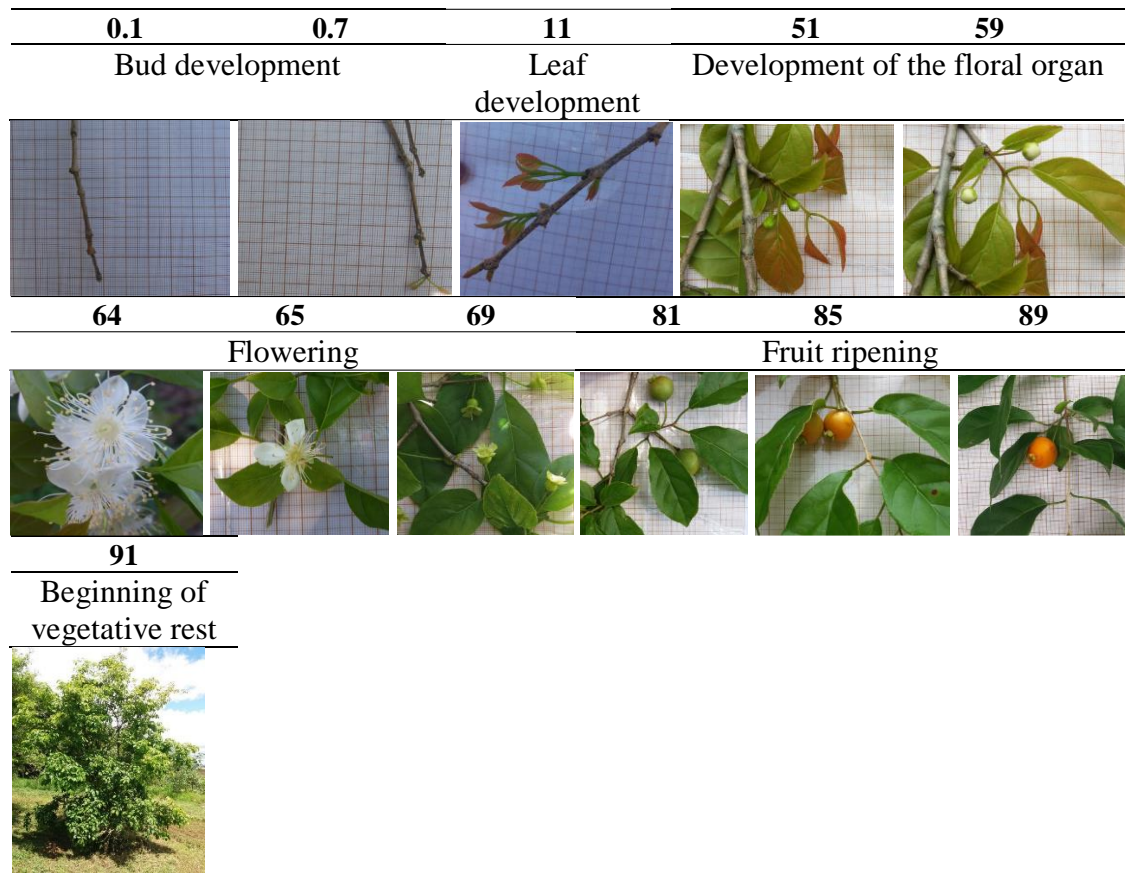 0.1 0.7 11 51 59
Bud development Leaf Development of the floral organ
development
64 65 69 81 85 89
Flowering Fruit ripening
91
Beginning of
vegetative rest